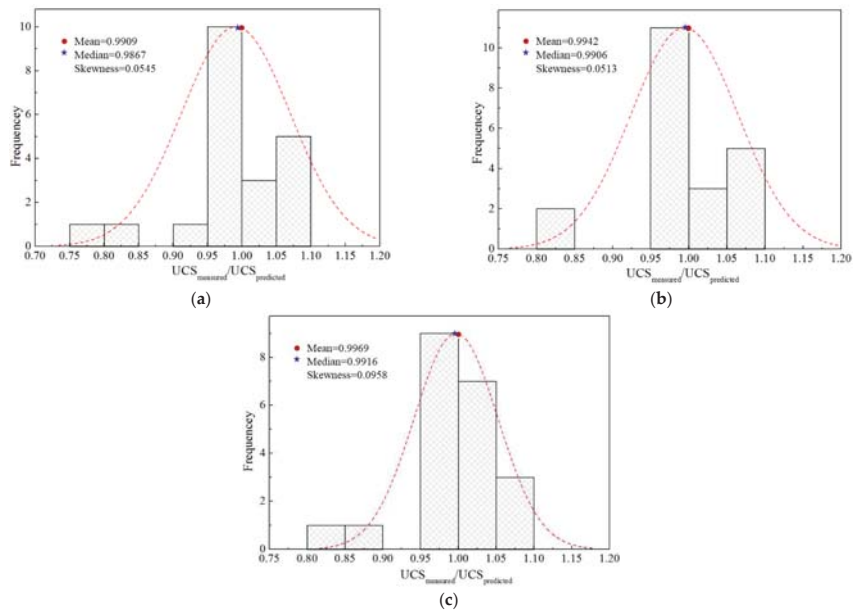 10
8
6
4
2
0
Frequencey
Mean=0.9909
Median=0.9867
Skewness=0.0545
0.70 0.75 0.80 0.85 0.90 0.95 1.00 1.05 1.10 1.15 1.20
UCSmeasured/UCSpredicted
(a)
10
8
6
4
2
0
Frequencey
Mean=0.9942
Median=0.9906
Skewness=0.0513
0.75 0.80 0.85 0.90 0.95 1.00 1.05 1.10 1.15 1.20
UCSmeasured/UCSpredicted
(b)
8
6
4
2
0
Frequencey
Mean=0.9969
Median=0.9916
Skewness=0.0958
0.75 0.80 0.85 0.90 0.95 1.00 1.05 1.10 1.15 1.20
UCSmeasured/UCSpredicted
(c)